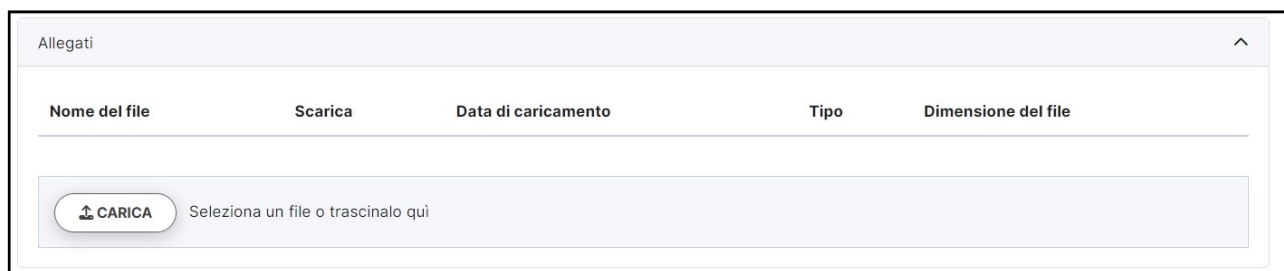 Allegati
Nome del file Scarica Data di caricamento Tipo Dimensione del file
CARICA Seleziona un file o trascinalo quì